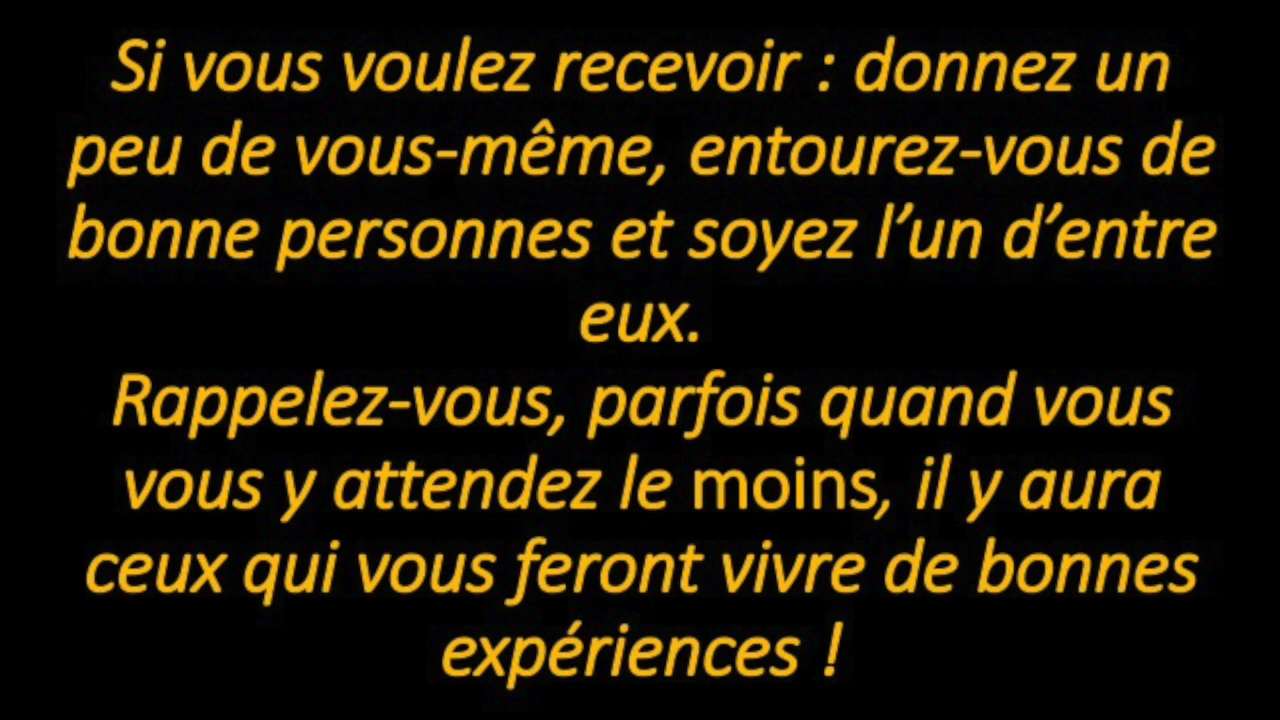 Si vous voulez recevoir : donnez un
peu de vous-même, entourez-vous de
bonne personnes et soyez l’un d’entre
eux.
Rappelez-vous, parfois quand vous
vous y attendez le moins, il y aura
ceux qui vous feront vivre de bonnes
expériences !